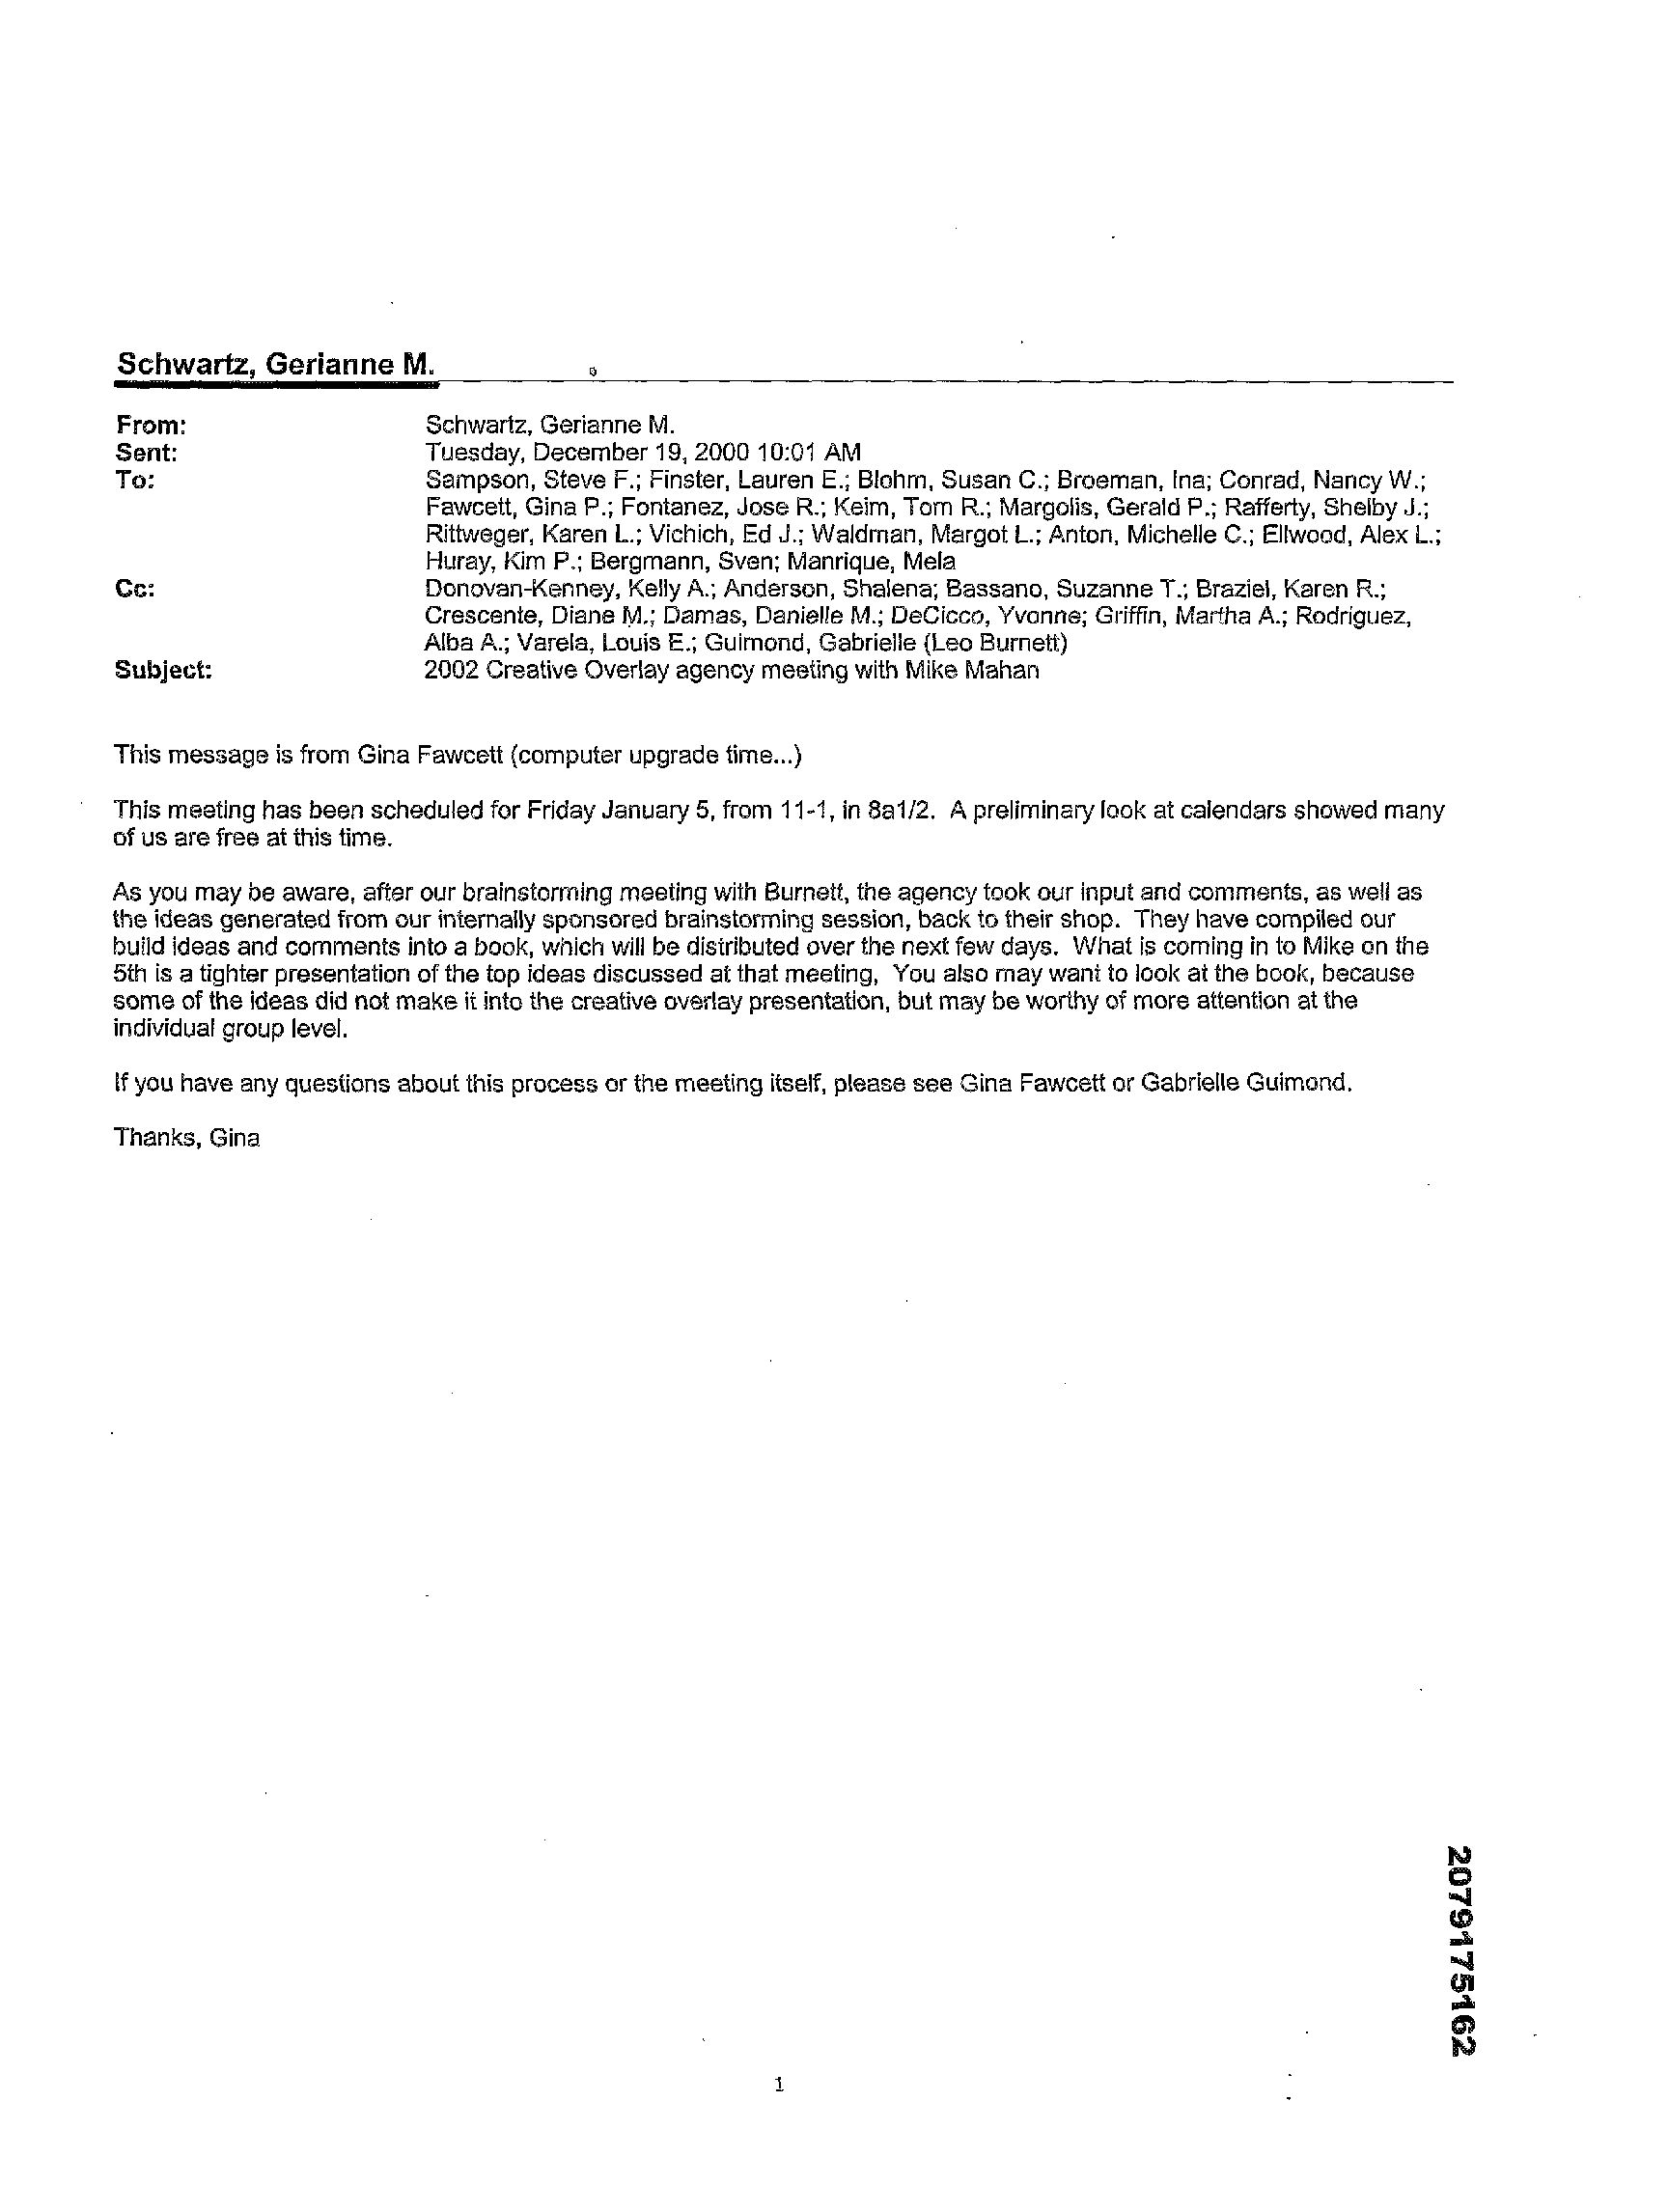 Schwartz, Gerianne M.
From: Schwartz, Gerianne M.
Sent: Tuesday, December 19, 2000 10:01 AM
To: Sampson, Steve F.; Finster, Lauren E.; Blohm, Susan C.; Broeman, Ina; Conrad, Nancy W.;
Fawcett, Gina P.; Fontanez, Jose R.; Keim, Tom R.; Margolis, Gerald P.; Rafferty, Shelby J.;
Rittweger, Karen L.; Vichich, Ed J.; Waldman, Margot L.; Anton, Michelle C.; Ellwood, Alex L.;
Huray, Kim P.; Bergmann, Sven; Manrique, Mela
Cc: Donovan-Kenney, Kelly A.; Anderson, Shalena; Bassano, Suzanne T.; Braziel, Karen R.;
Crescente, Diane M.; Damas, Danielle M.; DeCicco, Yvonne; Griffin, Martha A.; Rodriguez,
Alba A.; Varela, Louis E.; Guimond, Gabrielle (Leo Burnett)
Subject: 2002 Creative Overlay agency meeting with Mike Mahan
This message is from Gina Fawcett (computer upgrade time...)
This meeting has been scheduled for Friday January 5, from 11-1, in 8a1/2. A preliminary look at calendars showed many
of us are free at this time.
As you may be aware, after our brainstorming meeting with Burnett, the agency took our input and comments, as well as
the ideas generated from our internally sponsored brainstorming session, back to their shop. They have compiled our
build ideas and comments into a book, which will be distributed over the next few days. What is coming in to Mike on the
5th is a tighter presentation of the top ideas discussed at that meeting, You also may want to look at the book, because
some of the ideas did not make it into the creative overlay presentation, but may be worthy of more attention at the
individual group level.
If you have any questions about this process or the meeting itself, please see Gina Fawcett or Gabrielle Guimond.
Thanks, Gina
2079175162
1